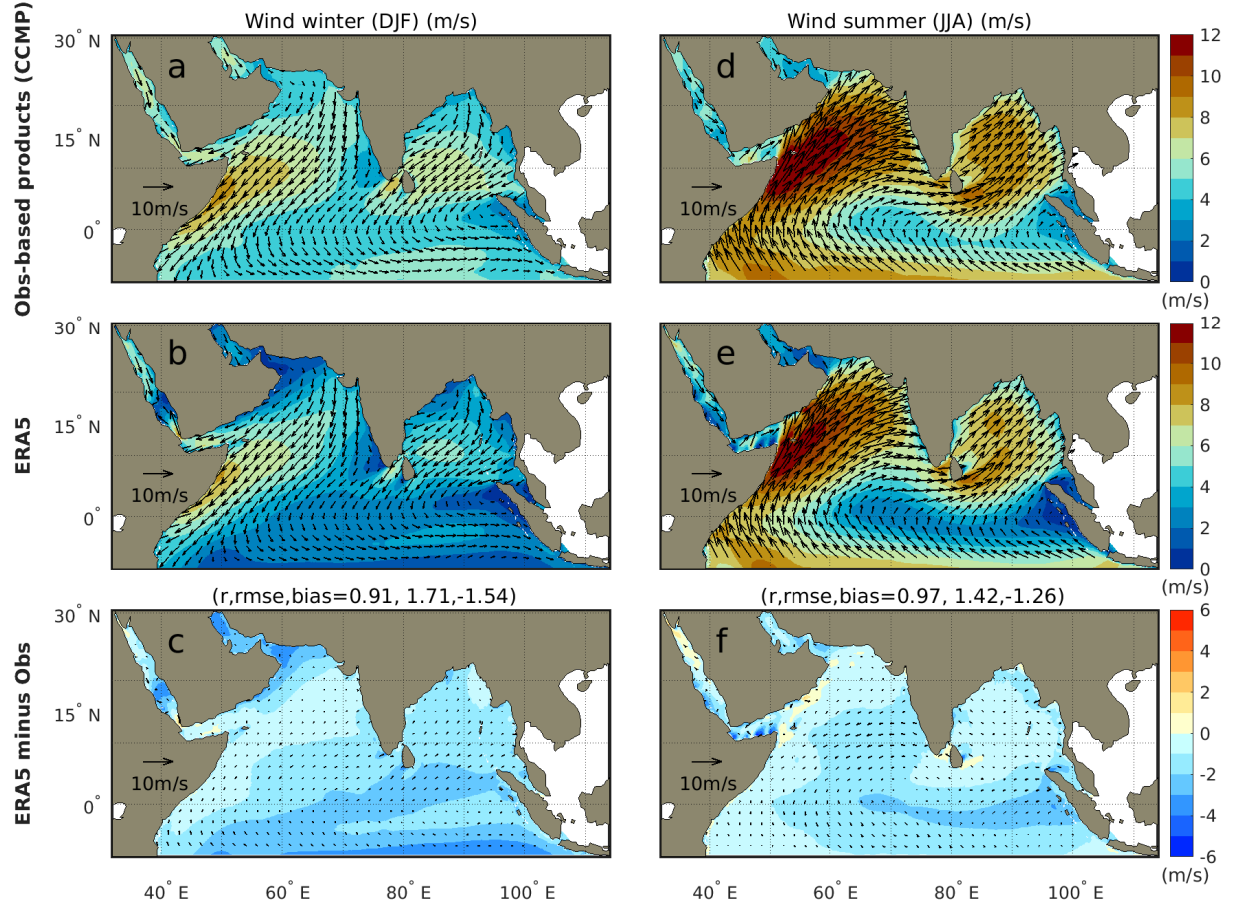 Wind winter (DJF) (m/s)
Wind summer (JJA) (m/s)
Obs-based products (CCMP)
30° N
15° N
0°
a
10m/s
d
10m/s
12
10
8
6
4
2
0
(m/s)
ERA5
30° N
15° N
0°
b
10m/s
e
10m/s
12
10
8
6
4
2
0
(m/s)
(r,rmse,bias=0.91, 1.71,-1.54)
(r,rmse,bias=0.97, 1.42,-1.26)
ERA5 minus Obs
30° N
15° N
0°
c
10m/s
f
10m/s
6
4
2
0
-2
-4
-6
(m/s)
40° E
60° E
80° E
100° E
40° E
60° E
80° E
100° E